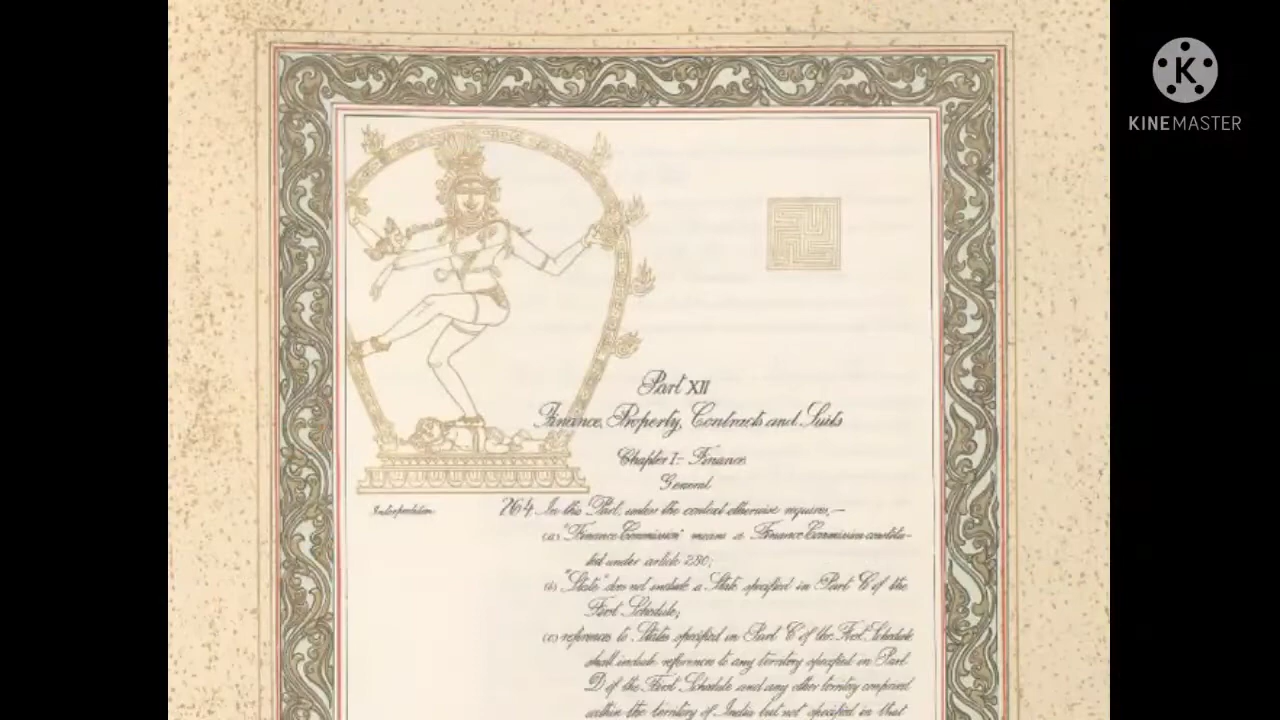 KINEMASTER
Part XII
Finance, Property, Contracts and Suits
Chapter I.– Finance
General
Interpretation
264. In this Part, unless the context otherwise requires,—
(a) "Finance Commission" means a Finance Commission constitu-
ted under article 280;
(b) "State" does not include a State specified in Part C of the
First Schedule;
(c) references to States specified in Part C of the First Schedule
shall include references to any territory specified in Part
D of the First Schedule and any other territory comprised
within the territory of India but not specified in that